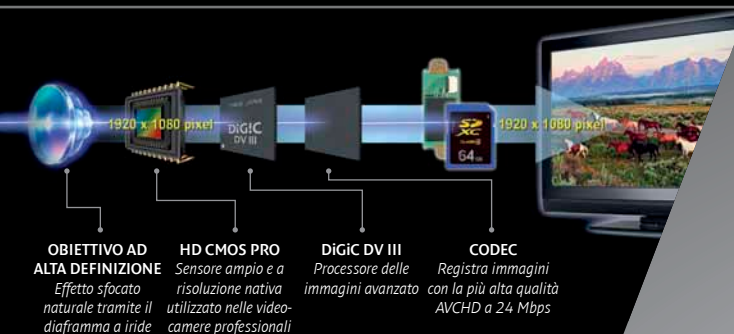 1920 x 1080 pixel
DiG!C
DV III
SD
XC
64
1920 x 1080 pixel
OBIETTIVO AD
ALTA DEFINIZIONE
Effetto sfocato
naturale tramite il
diaframma a iride
HD CMOS PRO
Sensore ampio e a
risoluzione nativa
utilizzato nelle video-
camere professionali
DiGiC DV III
Processore delle
immagini avanzato
CODEC
Registra immagini
con la più alta qualità
AVCHD a 24 Mbps